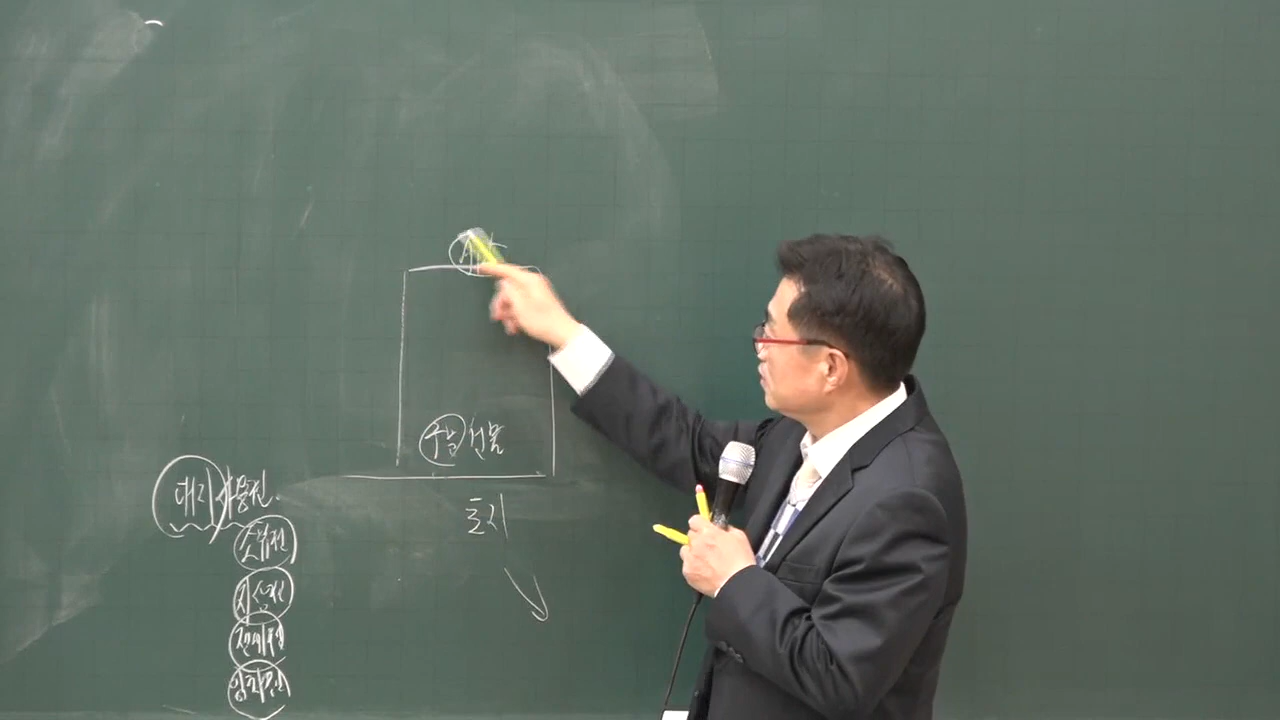 구분건물
토지
대지사용권
소유권
지상권
전세권
임차권